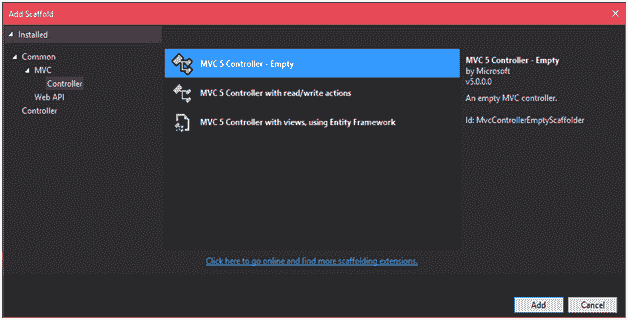 Add Scaffold
Installed
Common
MVC
Controller
Web API
Controller
MVC 5 Controller - Empty
MVC 5 Controller with read/write actions
MVC 5 Controller with views, using Entity Framework
MVC 5 Controller - Empty
by Microsoft
v5.0.0.0
An empty MVC controller.
Id: MvcControllerEmptyScaffolder
Click here to go online and find more scaffolding extensions.
Add
Cancel